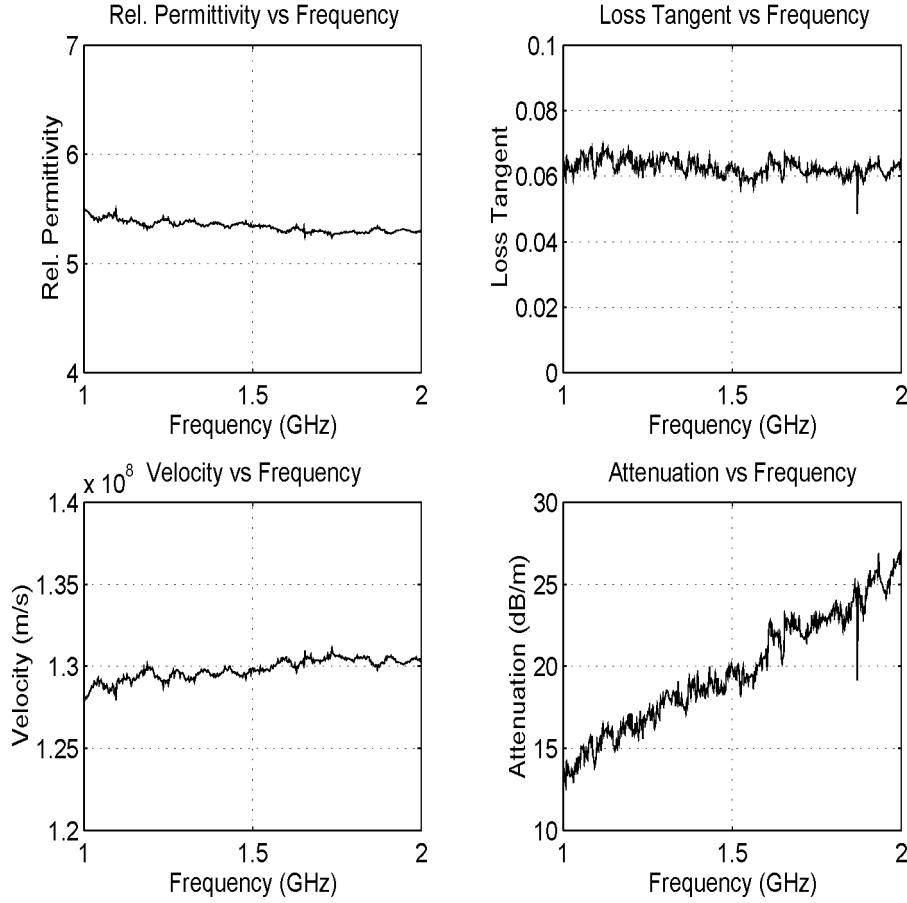 Rel. Permittivity vs Frequency
7
6
5
4
Rel. Permittivity
1
1.5
2
Frequency (GHz)
Loss Tangent vs Frequency
0.1
0.08
0.06
0.04
0.02
0
Loss Tangent
1
1.5
2
Frequency (GHz)
x 10⁸ Velocity vs Frequency
1.4
1.35
1.3
1.25
1.2
Velocity (m/s)
1
1.5
2
Frequency (GHz)
Attenuation vs Frequency
30
25
20
15
10
Attenuation (dB/m)
1
1.5
2
Frequency (GHz)